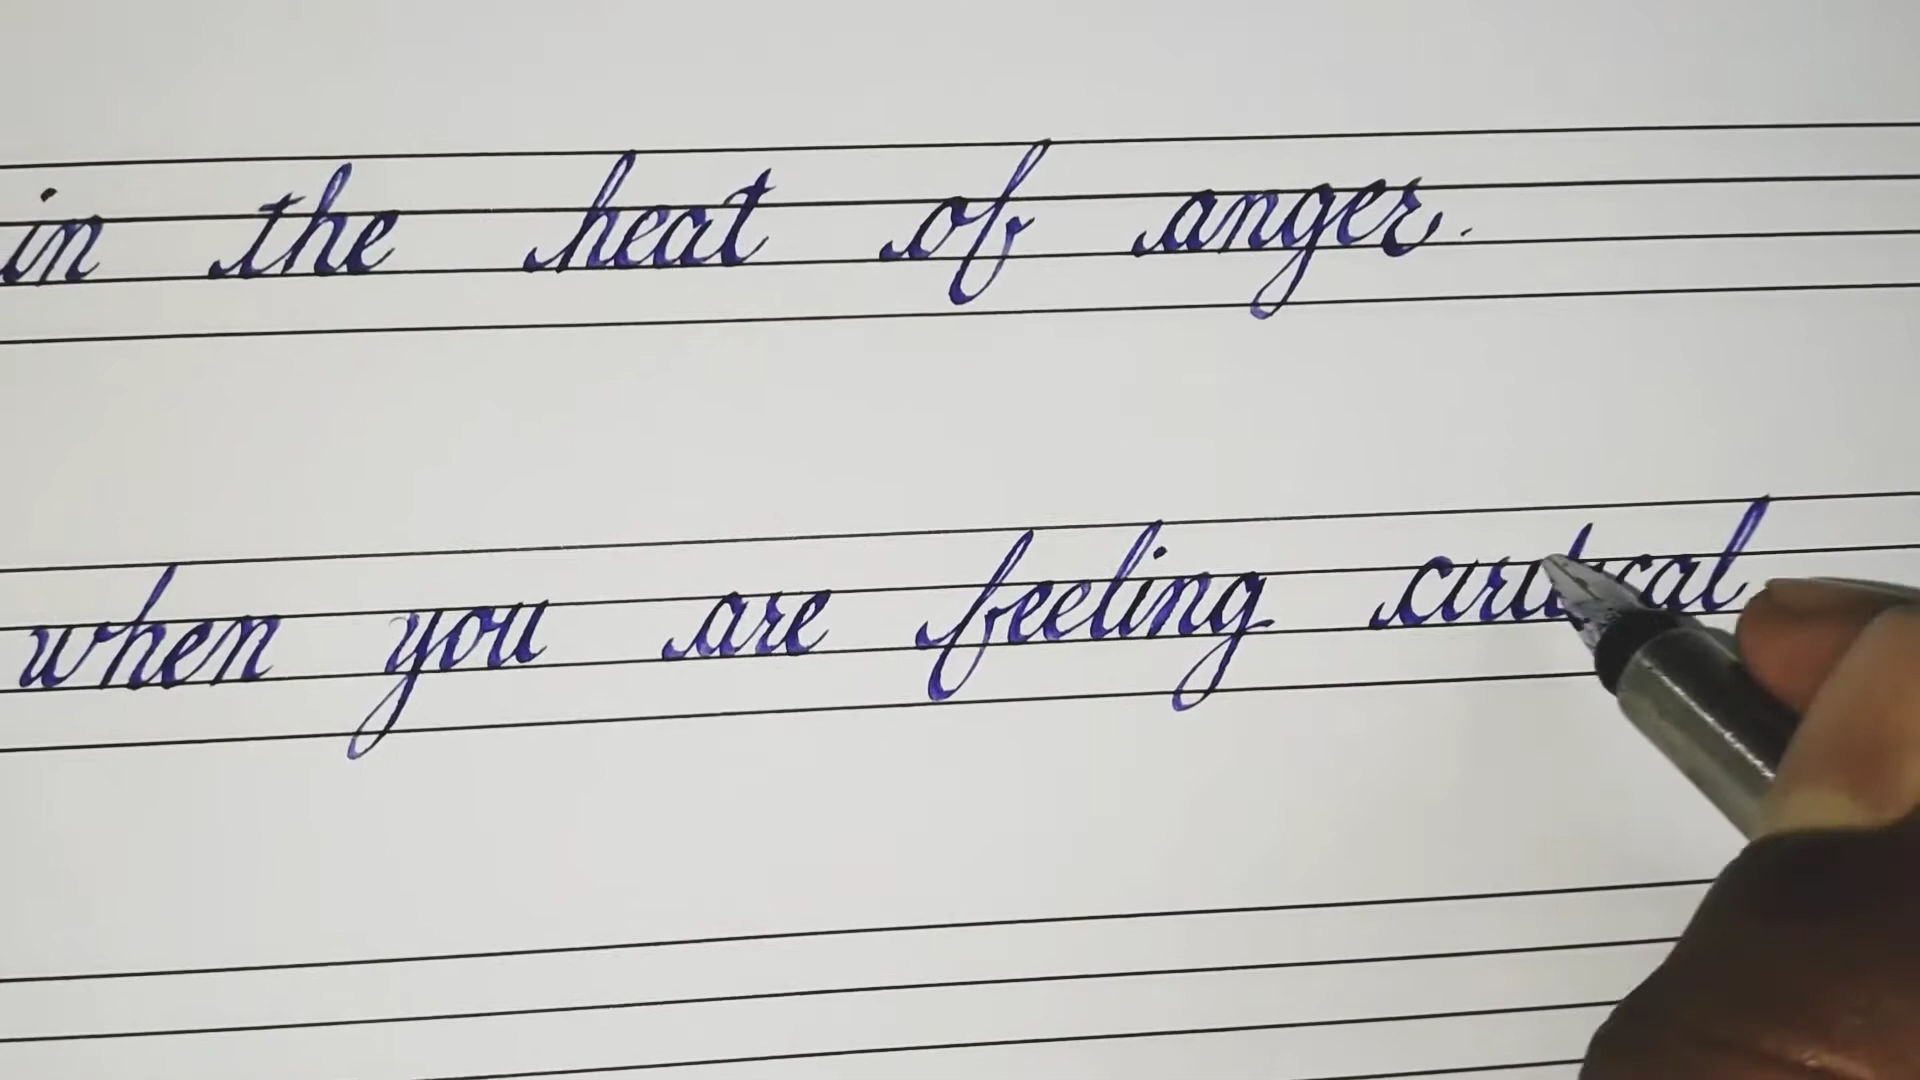 in the heat of anger.
when you are feeling critical